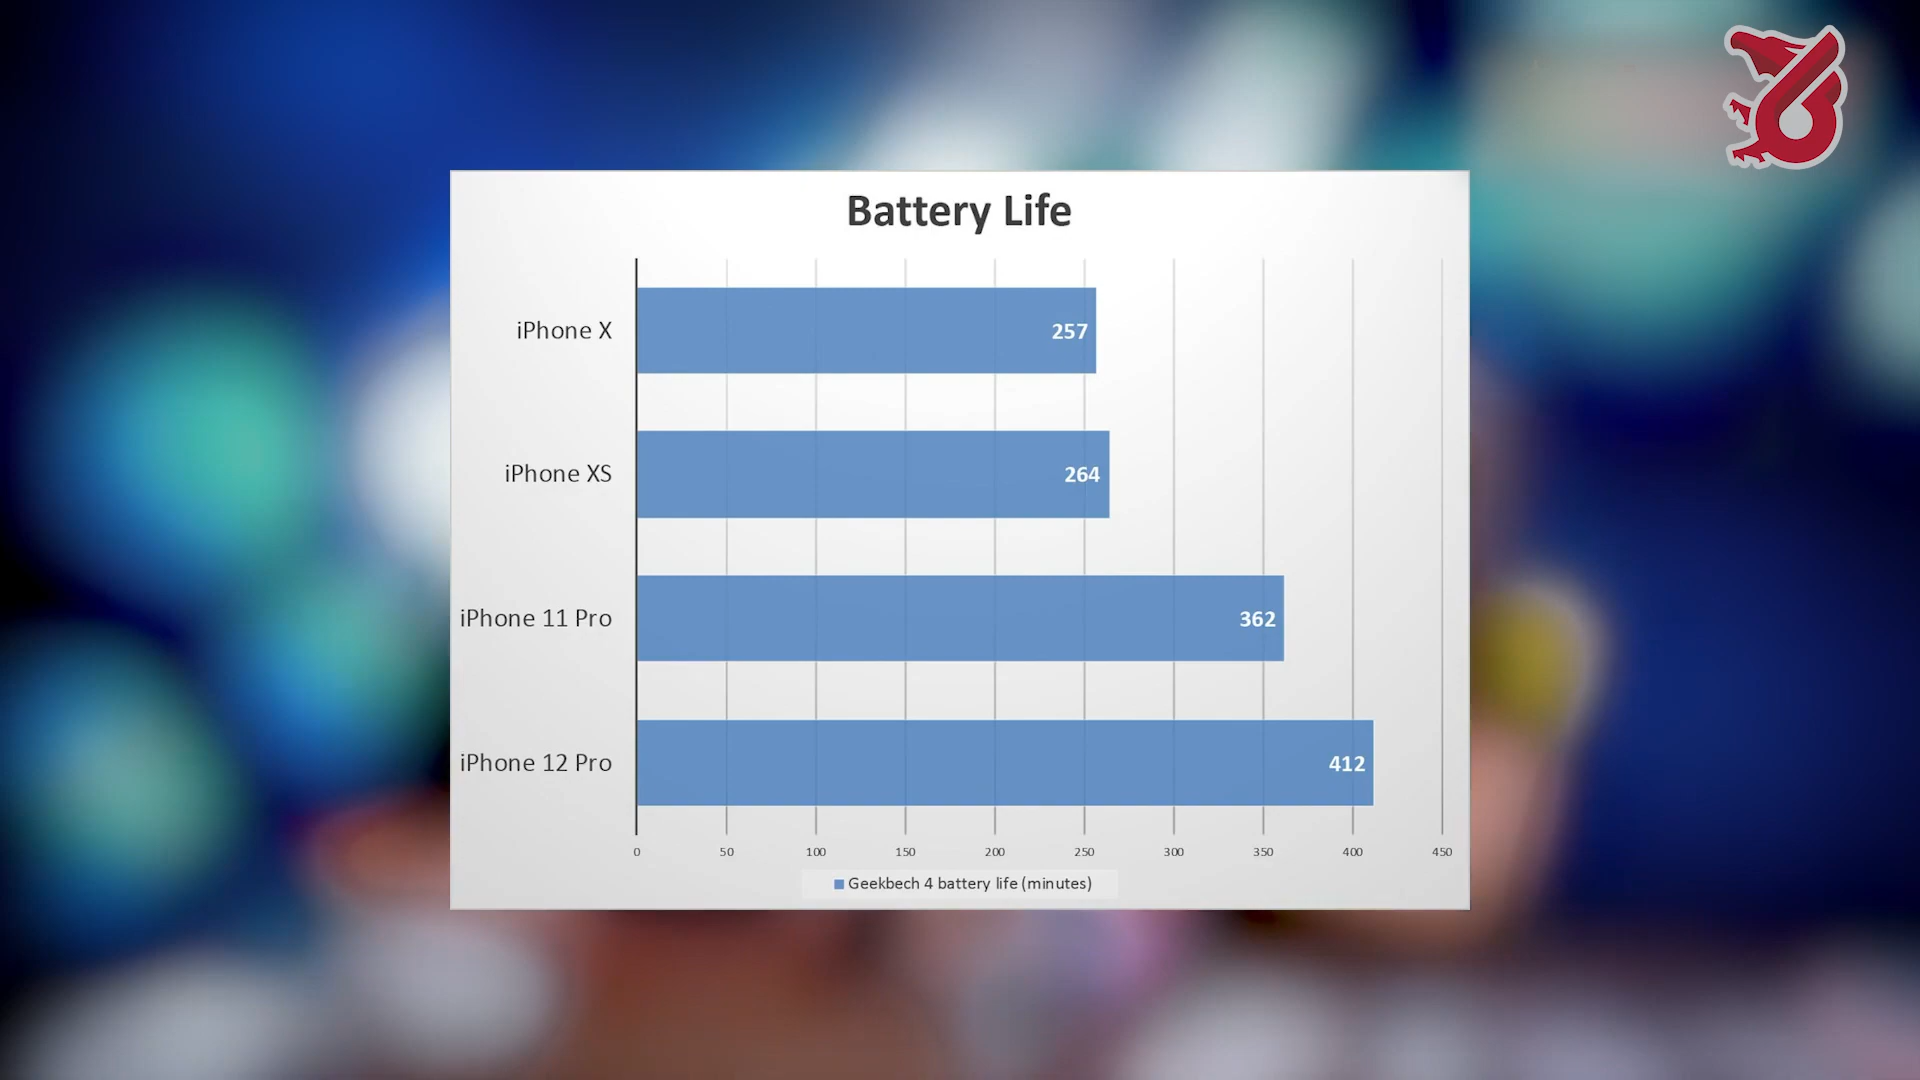 Battery Life
iPhone X
257
iPhone XS
264
iPhone 11 Pro
362
iPhone 12 Pro
412
0 50 100 150 200 250 300 350 400 450
Geekbech 4 battery life (minutes)